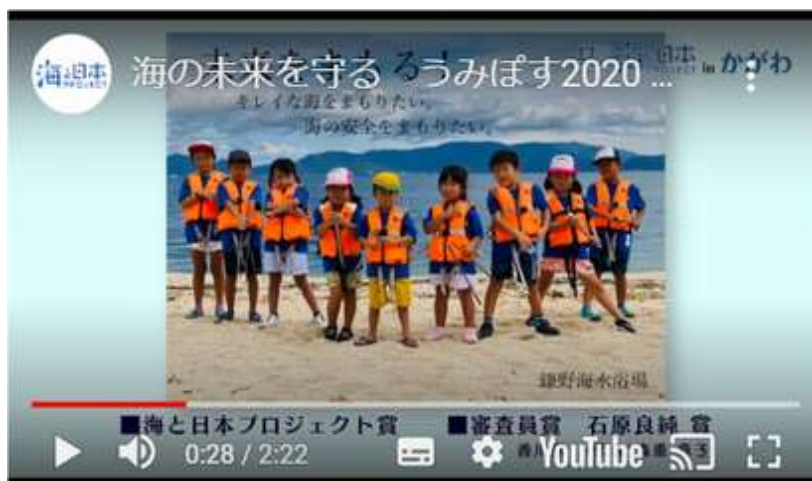 海と日本
PROJECT
海の未来を守る うみぽす2020 ...
in かがわ
キレイな海をまもりたい。
海の安全をまもりたい。
鎌野海水浴場
■海と日本プロジェクト賞 ■審査員賞 石原良純 賞
0:28 / 2:22
YouTube